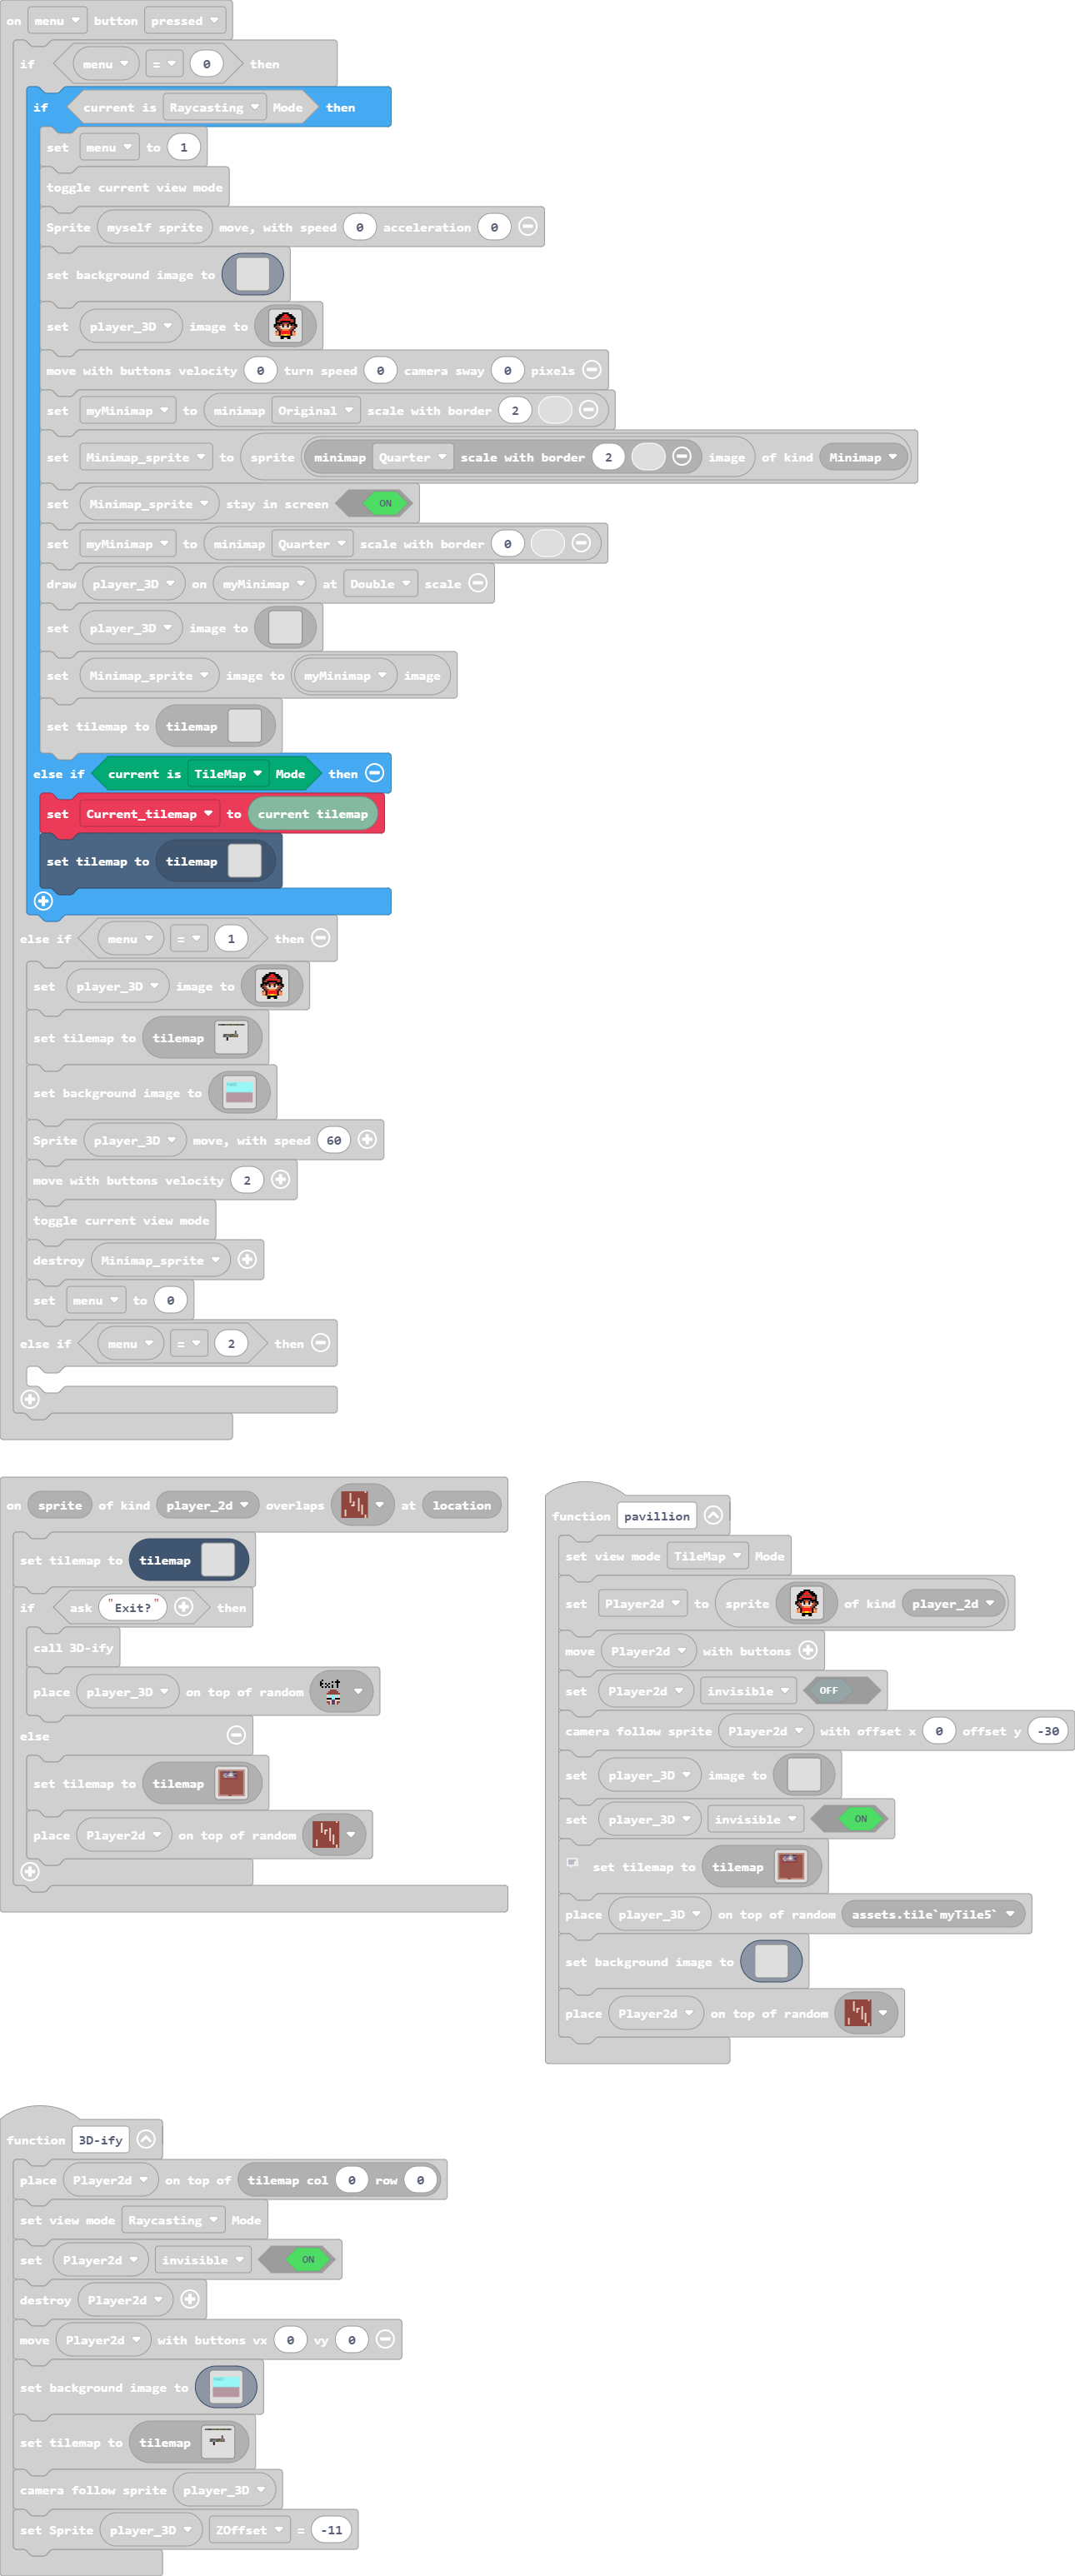 on menu button pressed
if menu = 0 then
if current is Raycasting Mode then
set menu to 1
toggle current view mode
Sprite myself sprite move, with speed 0 acceleration 0
set background image to
set player_3D image to
move with buttons velocity 0 turn speed 0 camera sway 0 pixels
set myMinimap to minimap Original scale with border 2
set Minimap_sprite to sprite minimap Quarter scale with border 2 image of kind Minimap
set Minimap_sprite stay in screen ON
set myMinimap to minimap Quarter scale with border 0
draw player_3D on myMinimap at Double scale
set player_3D image to
set Minimap_sprite image to myMinimap image
set tilemap to tilemap
else if current is TileMap Mode then
set Current_tilemap to current tilemap
set tilemap to tilemap
else if menu = 1 then
set player_3D image to
set tilemap to tilemap
set background image to
Sprite player_3D move, with speed 60
move with buttons velocity 2
toggle current view mode
destroy Minimap_sprite
set menu to 0
else if menu = 2 then
on sprite of kind player_2d overlaps at location
set tilemap to tilemap
if ask "Exit?" then
call 3D-ify
place player_3D on top of random Exit
else
set tilemap to tilemap
place Player2d on top of random
function pavillion
set view mode TileMap Mode
set Player2d to sprite of kind player_2d
move Player2d with buttons
set Player2d invisible OFF
camera follow sprite Player2d with offset x 0 offset y -30
set player_3D image to
set player_3D invisible ON
set tilemap to tilemap
place player_3D on top of random assets.tile`myTile5`
set background image to
place Player2d on top of random
function 3D-ify
place Player2d on top of tilemap col 0 row 0
set view mode Raycasting Mode
set Player2d invisible ON
destroy Player2d
move Player2d with buttons vx 0 vy 0
set background image to
set tilemap to tilemap
camera follow sprite player_3D
set Sprite player_3D ZOffset = -11